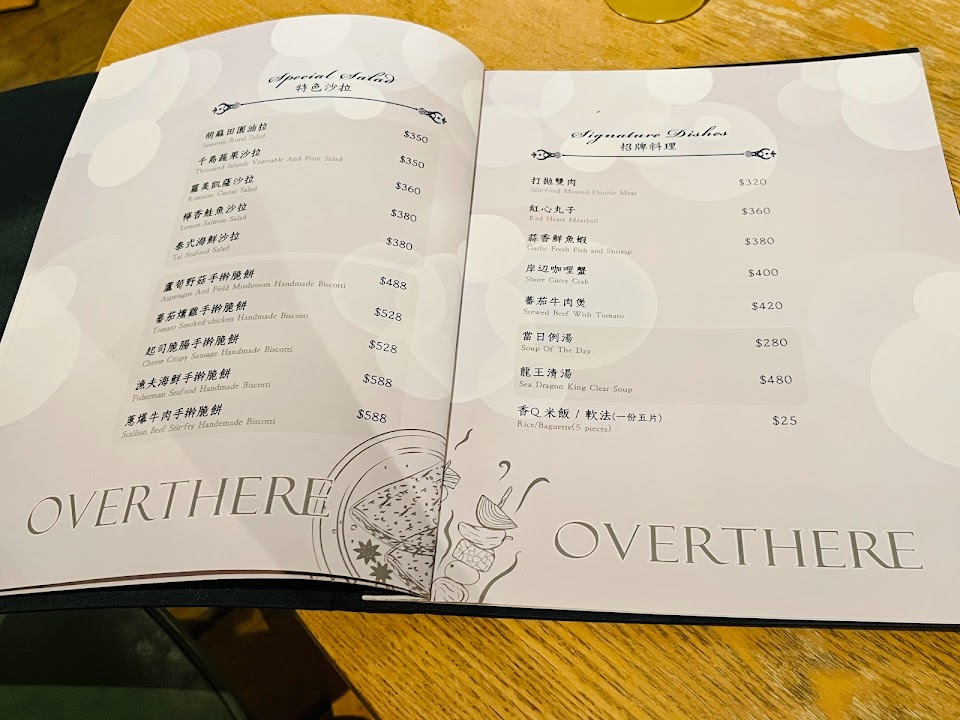 Special Salad
特色沙拉
胡麻田園油拉 $350
Sesame Rural Salad
千島蔬果沙拉 $350
Thousand Islands Vegetable And Fruit Salad
蘿美凱薩沙拉 $360
Romaine Caesar Salad
檸香鮭魚沙拉 $380
Lemon Salmon Salad
泰式海鮮沙拉 $380
Tai Seafood Salad
蘆筍野菇手擀脆餅 $488
Asparagus And Field Mushroom Handmade Biscotti
蕃茄燻雞手擀脆餅 $528
Tomato Smoked-chicken Handmade Biscotti
起司脆腸手擀脆餅 $528
Cheese Crispy Sausage Handmade Biscotti
漁夫海鮮手擀脆餅 $588
Fisherman Seafood Handmade Biscotti
蔥爆牛肉手擀脆餅 $588
Scallion Beef Stir-fry Handemade Biscotti
OVERTHERE
Signature Dishes
招牌料理
打拋雙肉 $320
Stir-fried Minced Double Meat
紅心丸子 $360
Red Heart Meatball
蒜香鮮魚蝦 $380
Garlic Fresh Fish and Shrimp
岸辺咖哩蟹 $400
Shore Curry Crab
蕃茄牛肉煲 $420
Stewed Beef With Tomato
當日例湯 $280
Soup Of The Day
龍王清湯 $480
Sea Dragon King Clear Soup
香Q米飯 / 軟法(一份五片) $25
Rice/Baguette(5 pieces)
OVERTHERE